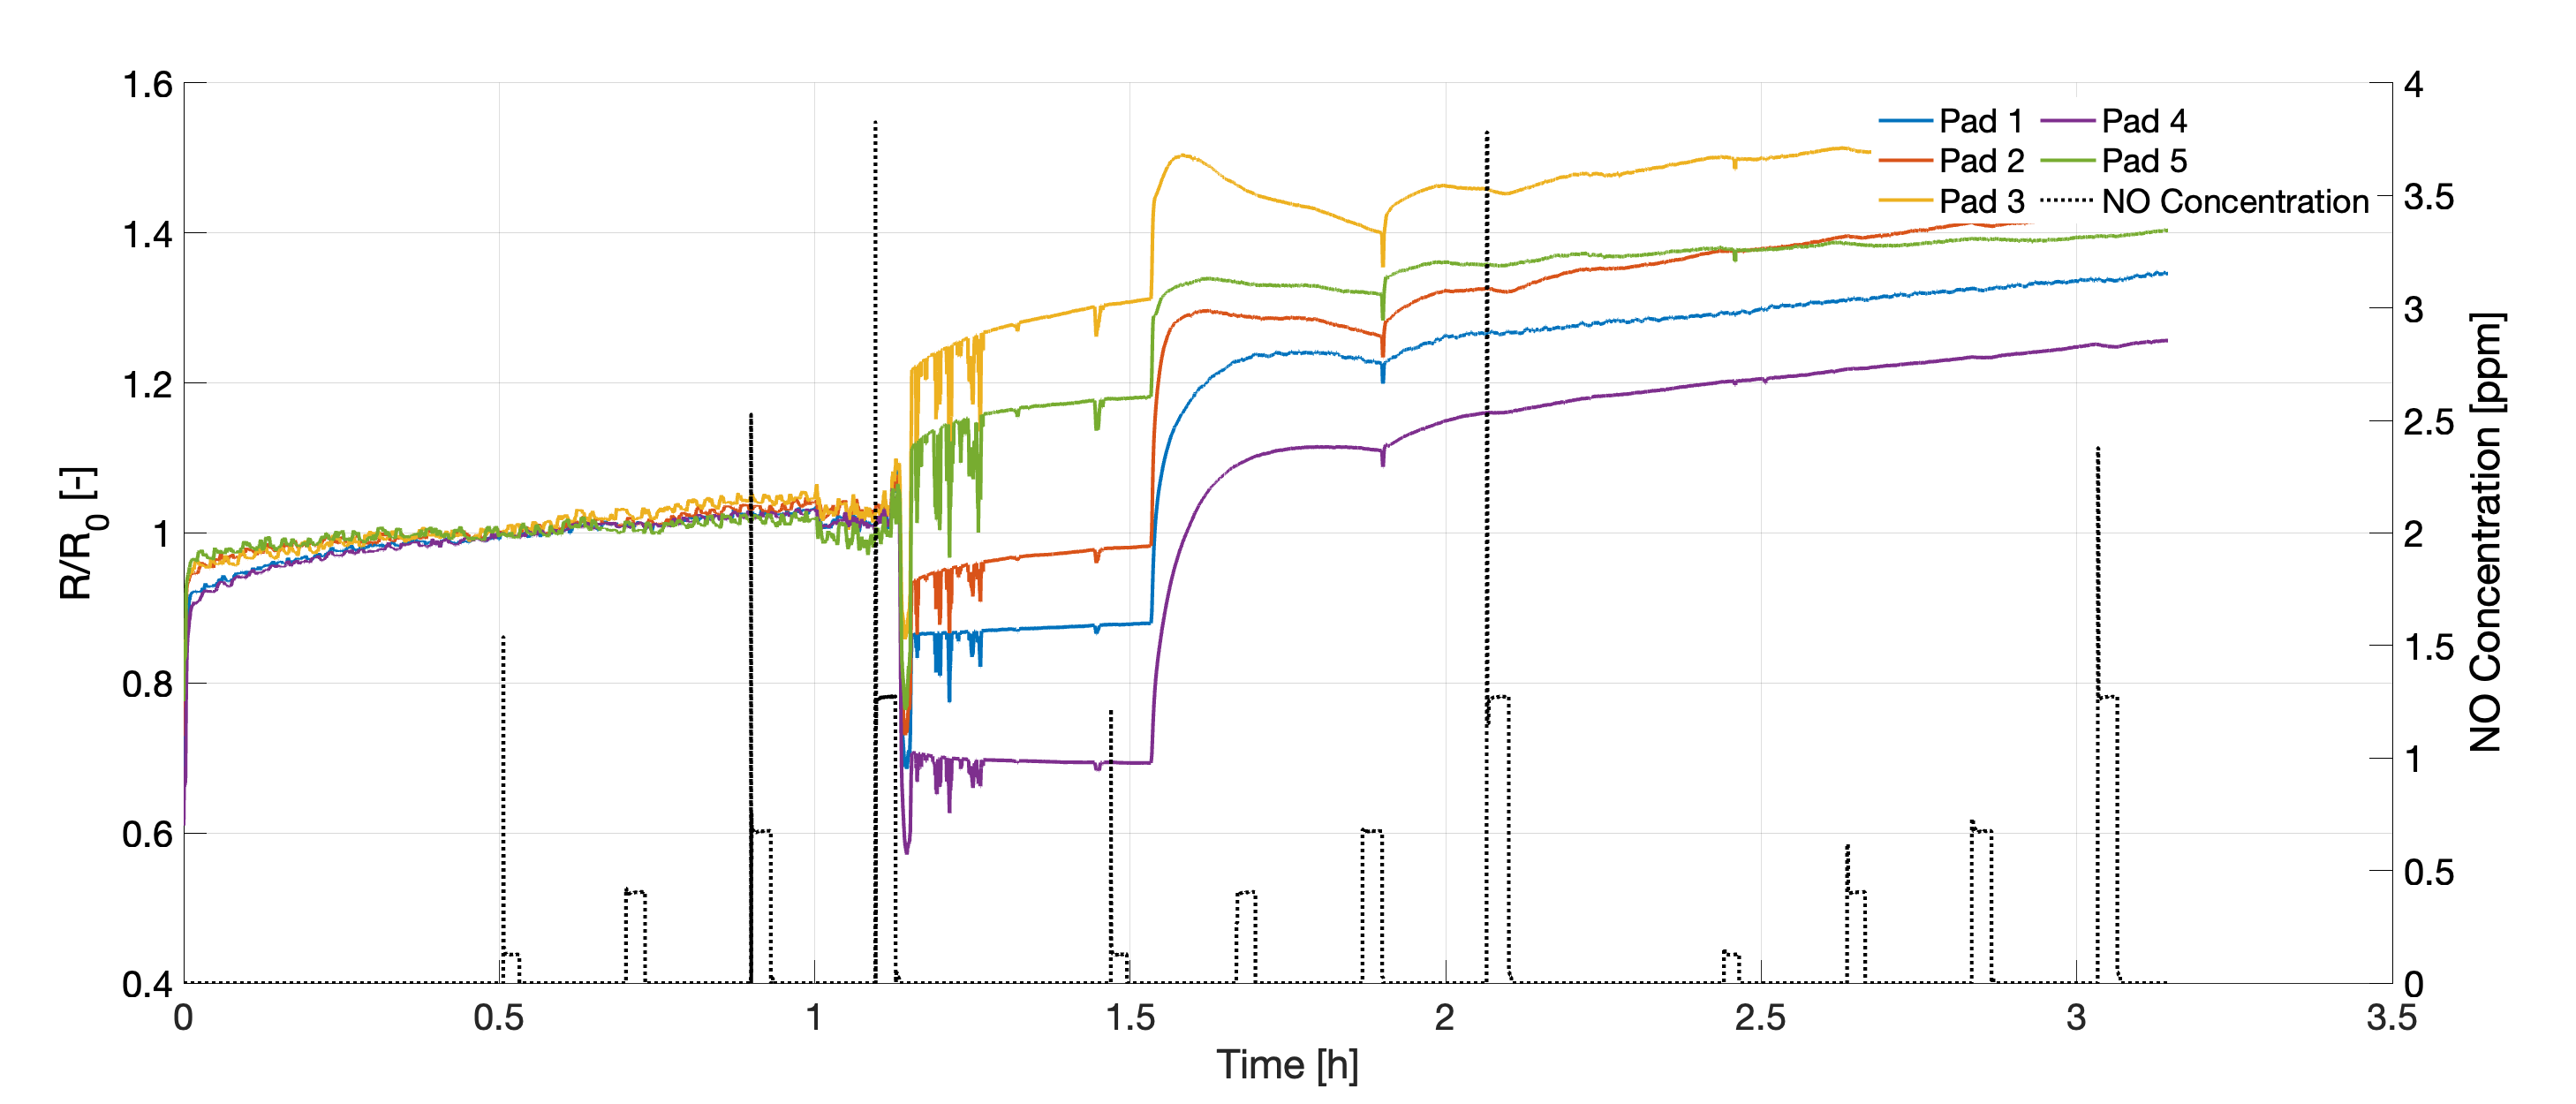 1.6
1.4
1.2
1
0.8
0.6
0.4
R/R0 [-]
0 0.5 1 1.5 2 2.5 3 3.5
Time [h]
4
3.5
3
2.5
2
1.5
1
0.5
0
NO Concentration [ppm]
Pad 1 Pad 4
Pad 2 Pad 5
Pad 3 NO Concentration